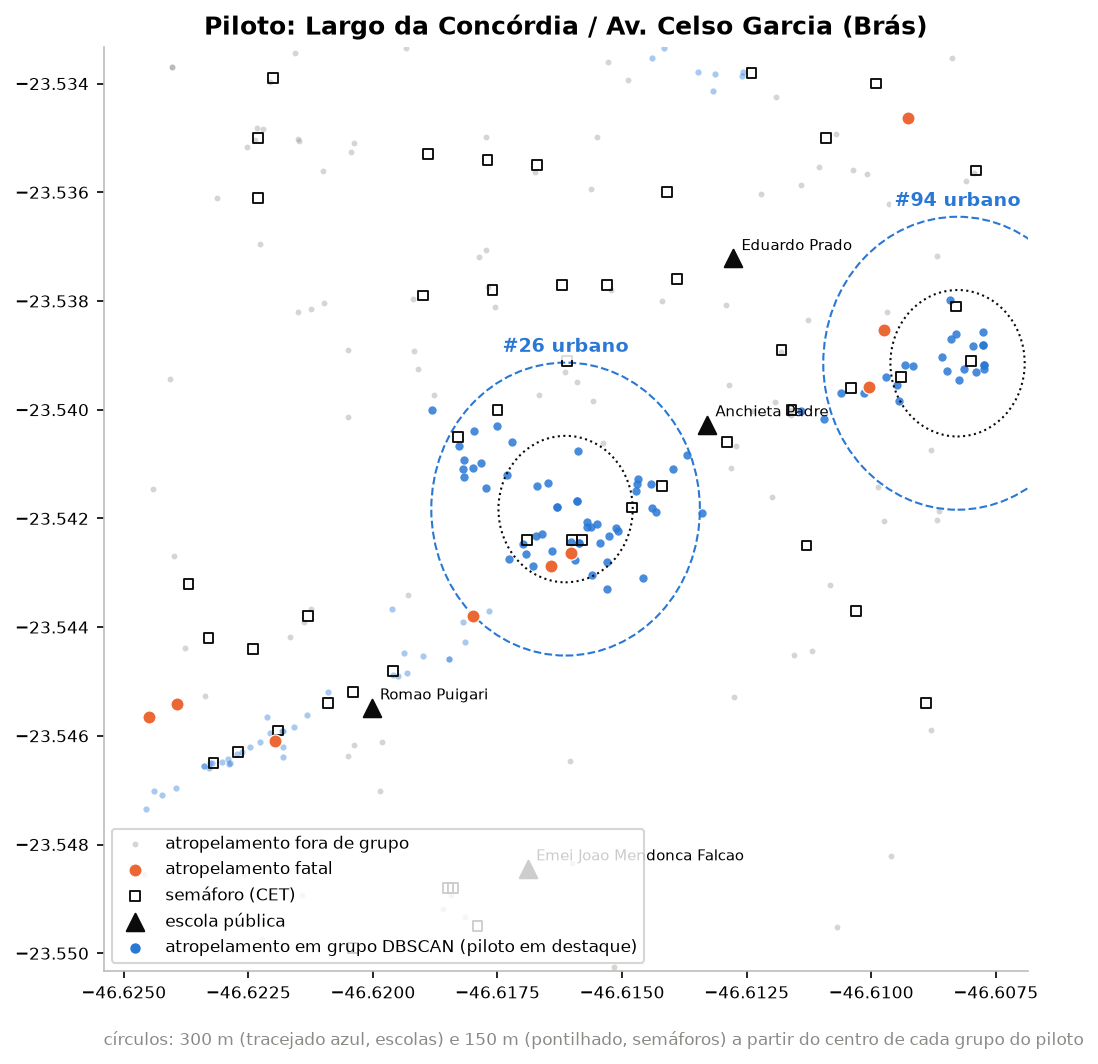 Piloto: Largo da Concórdia / Av. Celso Garcia (Brás)
−23.534
−23.536
−23.538
−23.540
−23.542
−23.544
−23.546
−23.548
−23.550
#94 urbano
Eduardo Prado
#26 urbano
Anchieta Padre
Romao Puigari
Emei Joao Mendonca Falcao
atropelamento fora de grupo
atropelamento fatal
semáforo (CET)
escola pública
atropelamento em grupo DBSCAN (piloto em destaque)
−46.6250 −46.6225 −46.6200 −46.6175 −46.6150 −46.6125 −46.6100 −46.6075
círculos: 300 m (tracejado azul, escolas) e 150 m (pontilhado, semáforos) a partir do centro de cada grupo do piloto